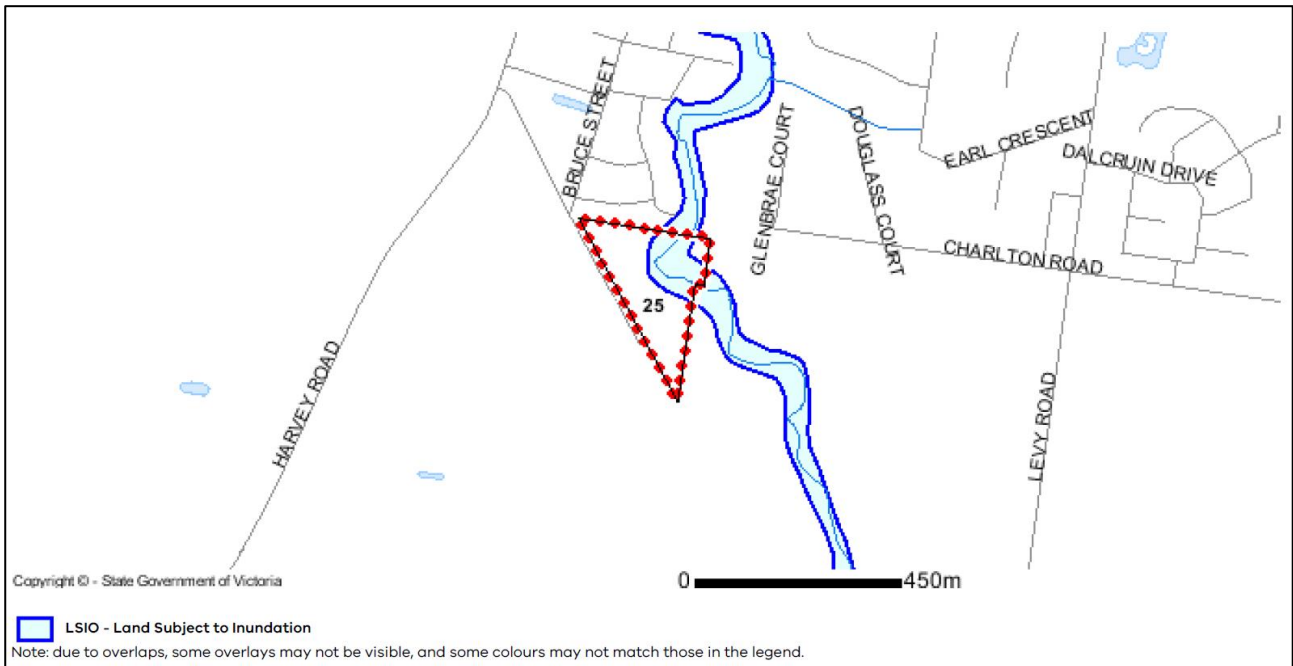 BRUCE STREET
GLENBRAE COURT
DOUGLASS COURT
EARL CRESCENT
DALCRUIN DRIVE
CHARLTON ROAD
25
HARVEY ROAD
LEVY ROAD
Copyright © - State Government of Victoria
0 450m
LSIO - Land Subject to Inundation
Note: due to overlaps, some overlays may not be visible, and some colours may not match those in the legend.